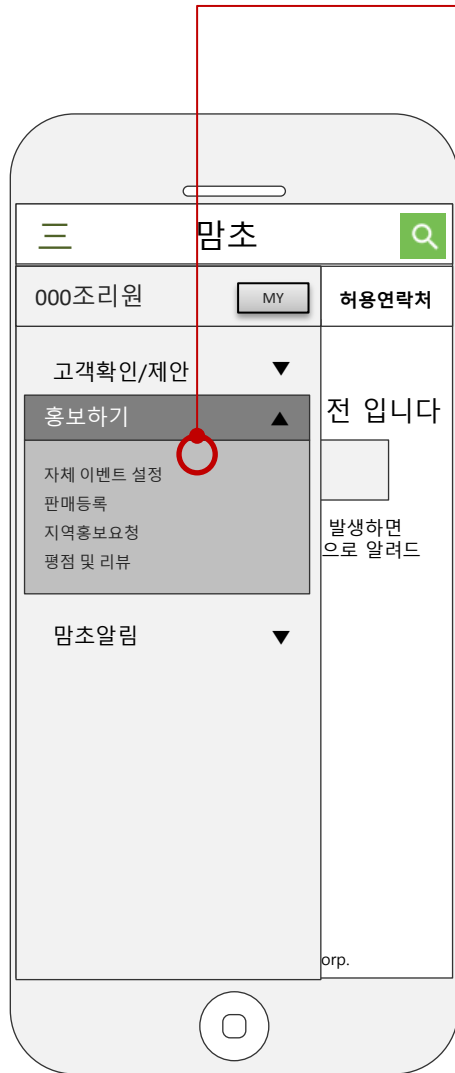 三 맘초
000조리원 MY 허용연락처
고객확인/제안 ▼
홍보하기 ▲
전 입니다
자체 이벤트 설정
판매등록
발생하면
지역홍보요청
으로 알려드
평점 및 리뷰
맘초알림 ▼
orp.